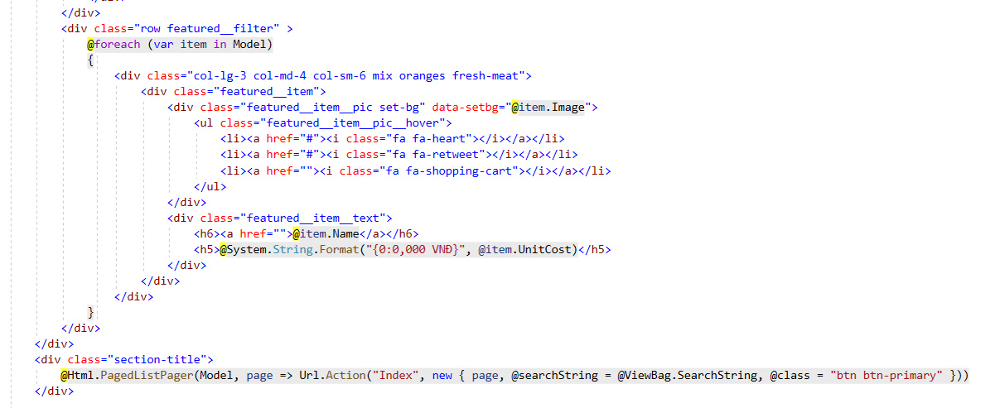 </div>
</div>
<div class="row featured__filter" >
@foreach (var item in Model)
{
<div class="col-lg-3 col-md-4 col-sm-6 mix oranges fresh-meat">
<div class="featured__item">
<div class="featured__item__pic set-bg" data-setbg="@item.Image">
<ul class="featured__item__pic__hover">
<li><a href="#"><i class="fa fa-heart"></i></a></li>
<li><a href="#"><i class="fa fa-retweet"></i></a></li>
<li><a href=""><i class="fa fa-shopping-cart"></i></a></li>
</ul>
</div>
<div class="featured__item__text">
<h6><a href="">@item.Name</a></h6>
<h5>@System.String.Format("{0:0,000 VNĐ}", @item.UnitCost)</h5>
</div>
</div>
</div>
}
</div>
</div>
<div class="section-title">
@Html.PagedListPager(Model, page => Url.Action("Index", new { page, @searchString = @ViewBag.SearchString, @class = "btn btn-primary" }))
</div>